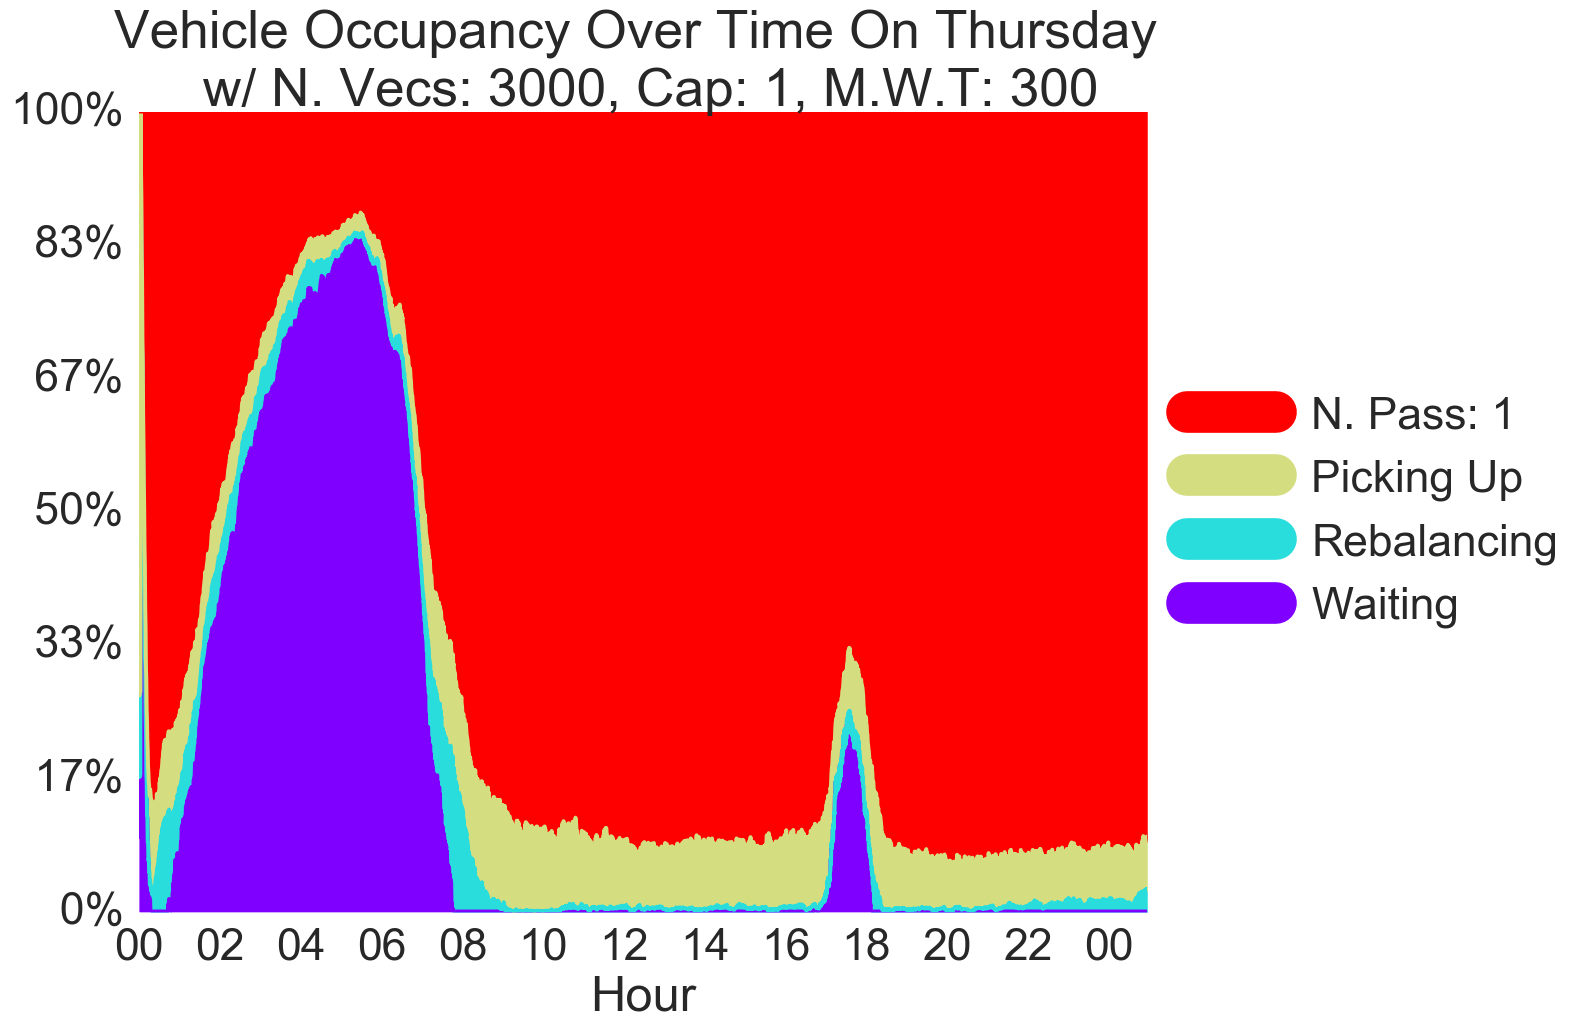 Vehicle Occupancy Over Time On Thursday
w/ N. Vecs: 3000, Cap: 1, M.W.T: 300
100%
83%
67%
50%
33%
17%
0%
00 02 04 06 08 10 12 14 16 18 20 22 00
Hour
N. Pass: 1
Picking Up
Rebalancing
Waiting